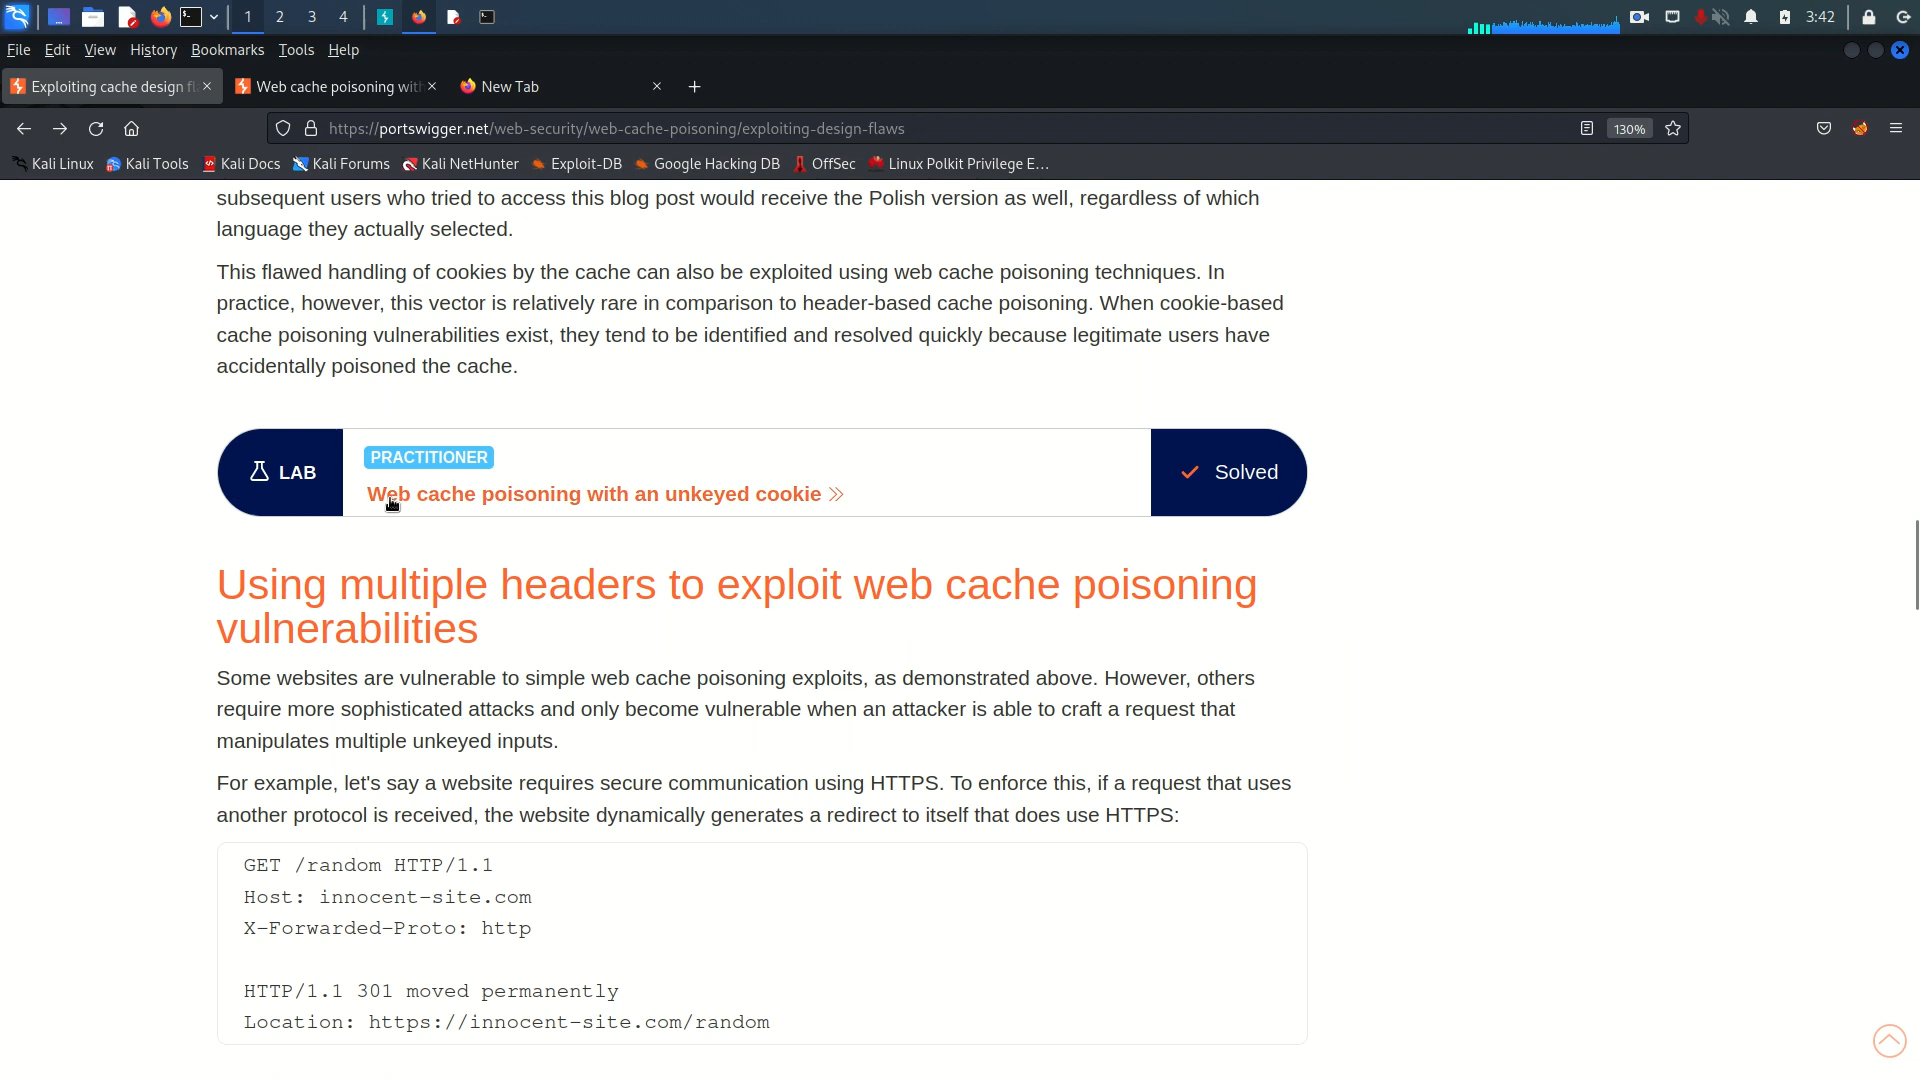 1 2 3 4 3:42
File Edit View History Bookmarks Tools Help
Exploiting cache design fl Web cache poisoning with New Tab
https://portswigger.net/web-security/web-cache-poisoning/exploiting-design-flaws 130%
Kali Linux Kali Tools Kali Docs Kali Forums Kali NetHunter Exploit-DB Google Hacking DB OffSec Linux Polkit Privilege E…
subsequent users who tried to access this blog post would receive the Polish version as well, regardless of which
language they actually selected.
This flawed handling of cookies by the cache can also be exploited using web cache poisoning techniques. In
practice, however, this vector is relatively rare in comparison to header-based cache poisoning. When cookie-based
cache poisoning vulnerabilities exist, they tend to be identified and resolved quickly because legitimate users have
accidentally poisoned the cache.
LAB
PRACTITIONER
Web cache poisoning with an unkeyed cookie
Solved
Using multiple headers to exploit web cache poisoning
vulnerabilities
Some websites are vulnerable to simple web cache poisoning exploits, as demonstrated above. However, others
require more sophisticated attacks and only become vulnerable when an attacker is able to craft a request that
manipulates multiple unkeyed inputs.
For example, let's say a website requires secure communication using HTTPS. To enforce this, if a request that uses
another protocol is received, the website dynamically generates a redirect to itself that does use HTTPS:
GET /random HTTP/1.1
Host: innocent-site.com
X-Forwarded-Proto: http
HTTP/1.1 301 moved permanently
Location: https://innocent-site.com/random